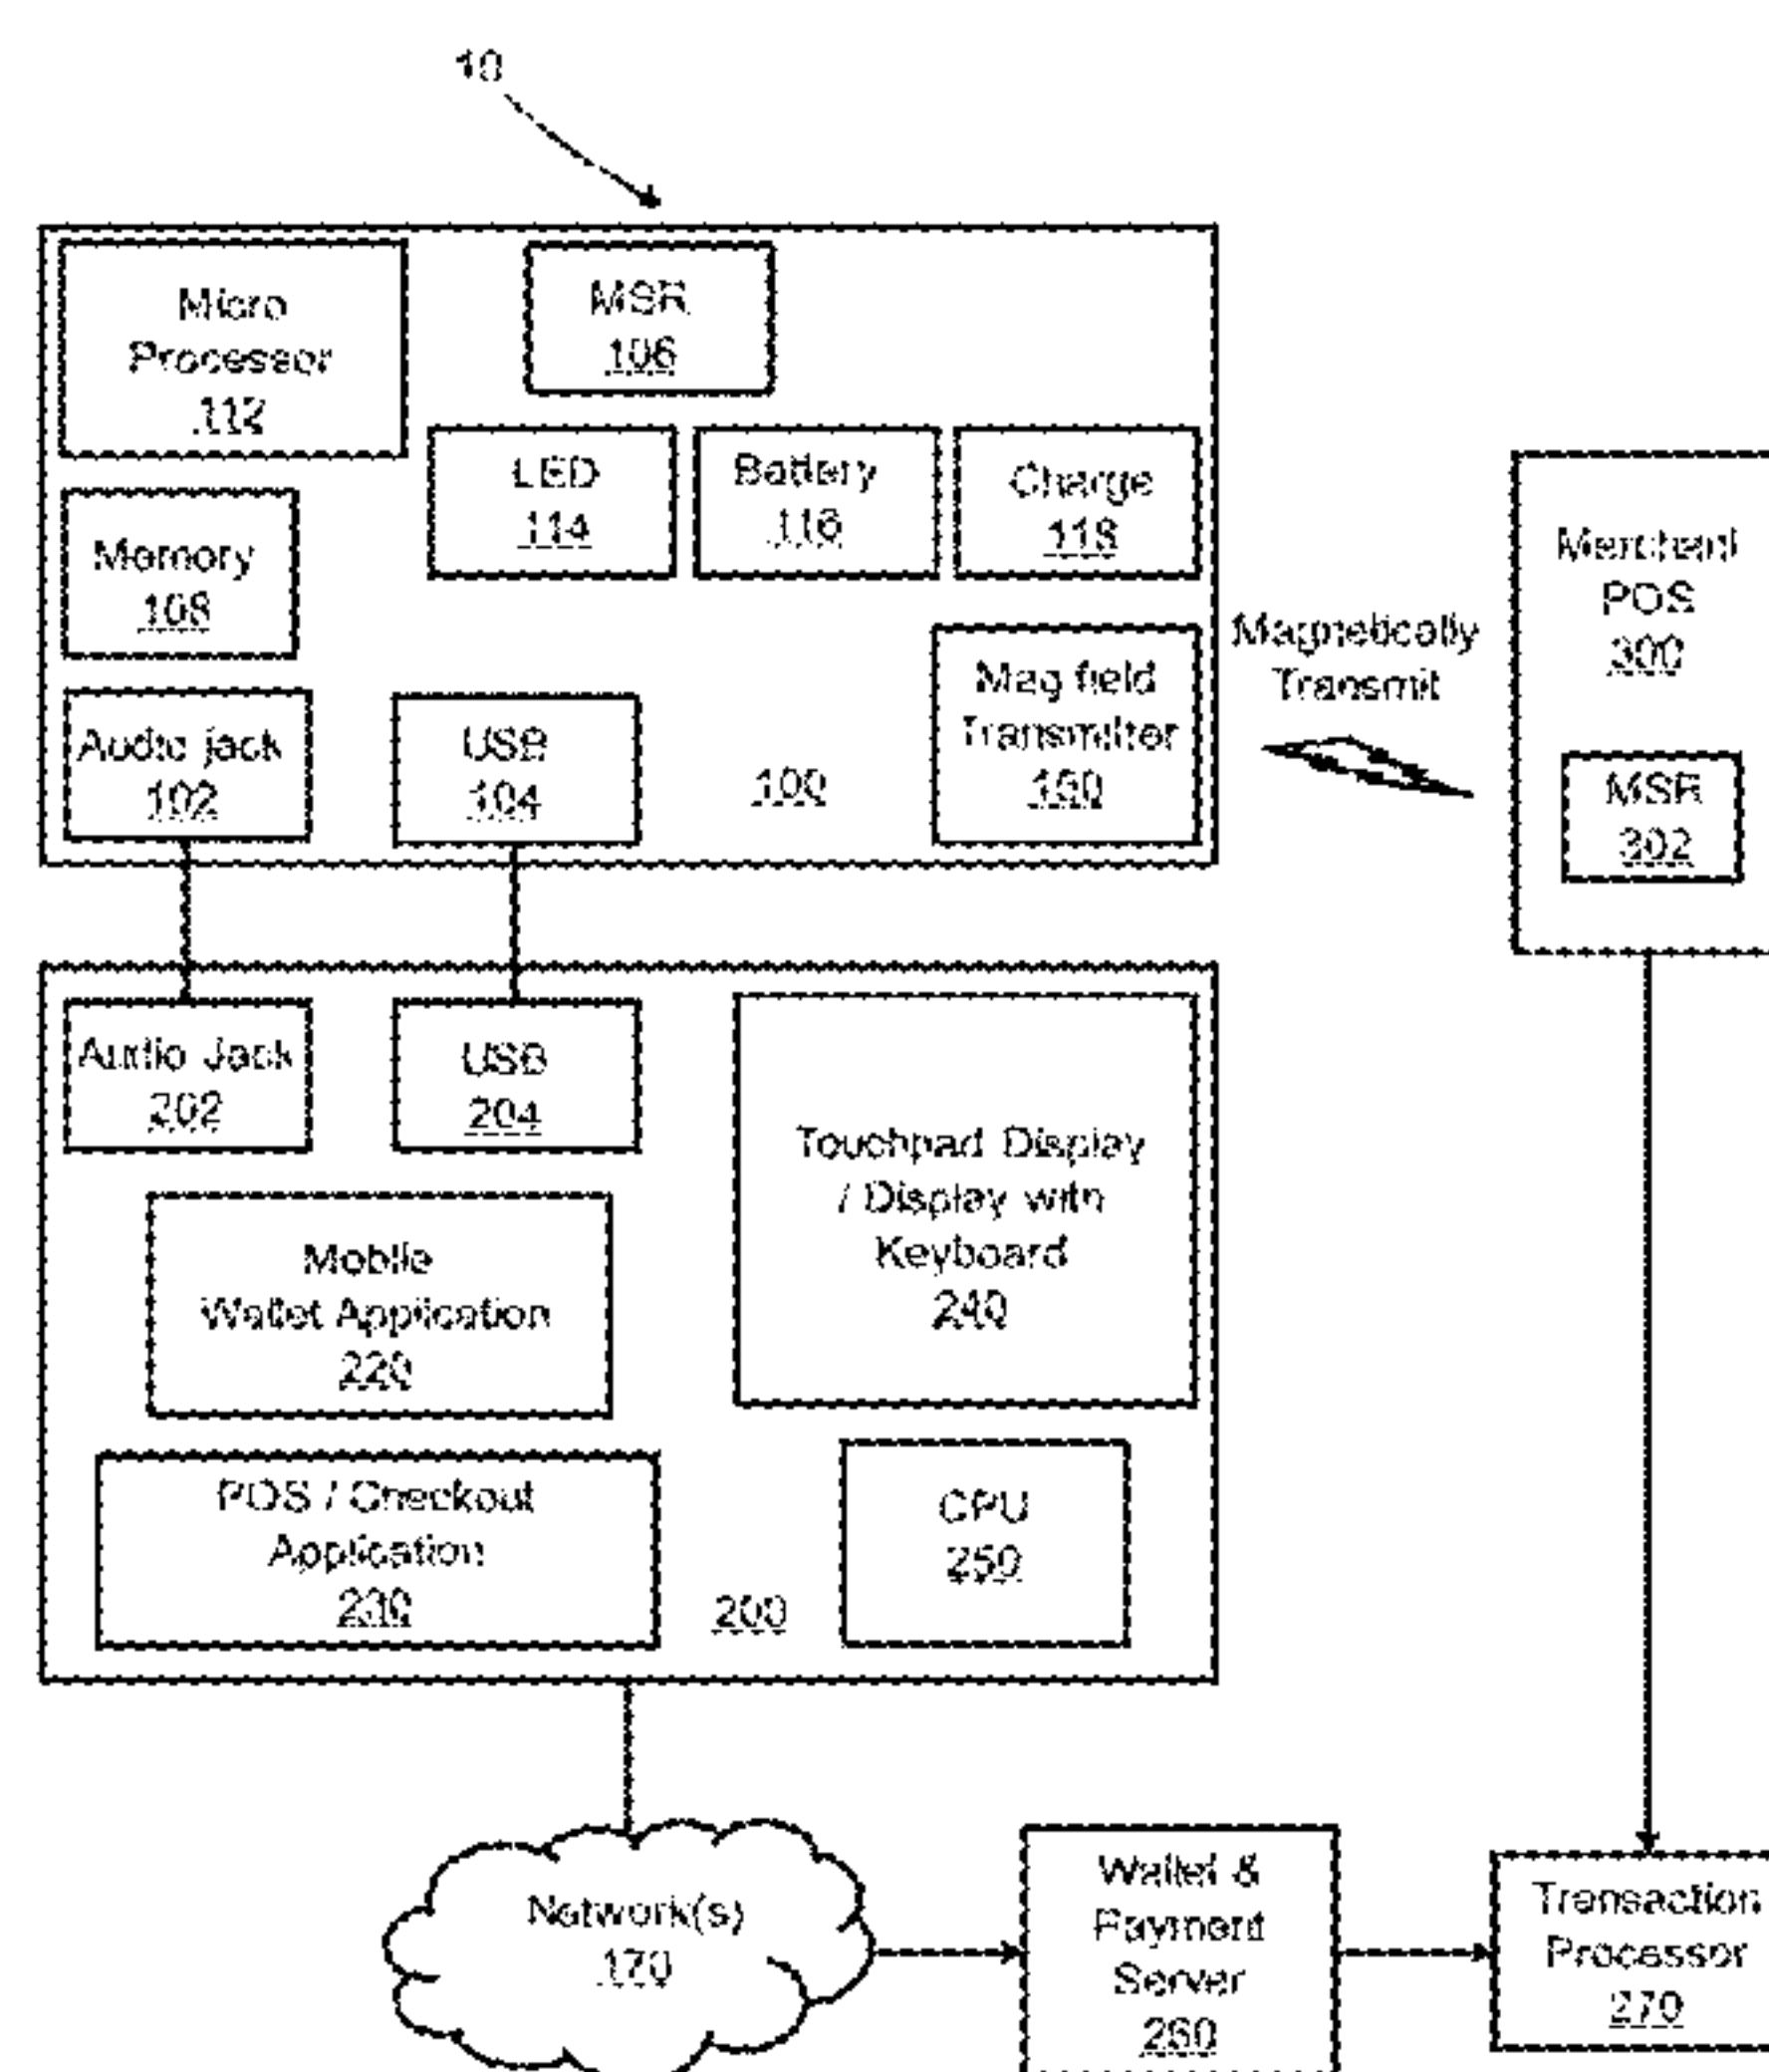 10
Micro
Processor
112
MSR
106
LED
114
Battery
116
Charge
118
Memory
108
Audio jack
102
USB
104
100
Mag field
Transmitter
150
Magnetically
Transmit
Merchant
POS
300
MSR
302
Audio Jack
202
USB
204
Touchpad Display
/ Display with
Keyboard
240
Mobile
Wallet Application
220
POS / Checkout
Application
230
200
CPU
250
Network(s)
170
Wallet &
Payment
Server
260
Transaction
Processor
270